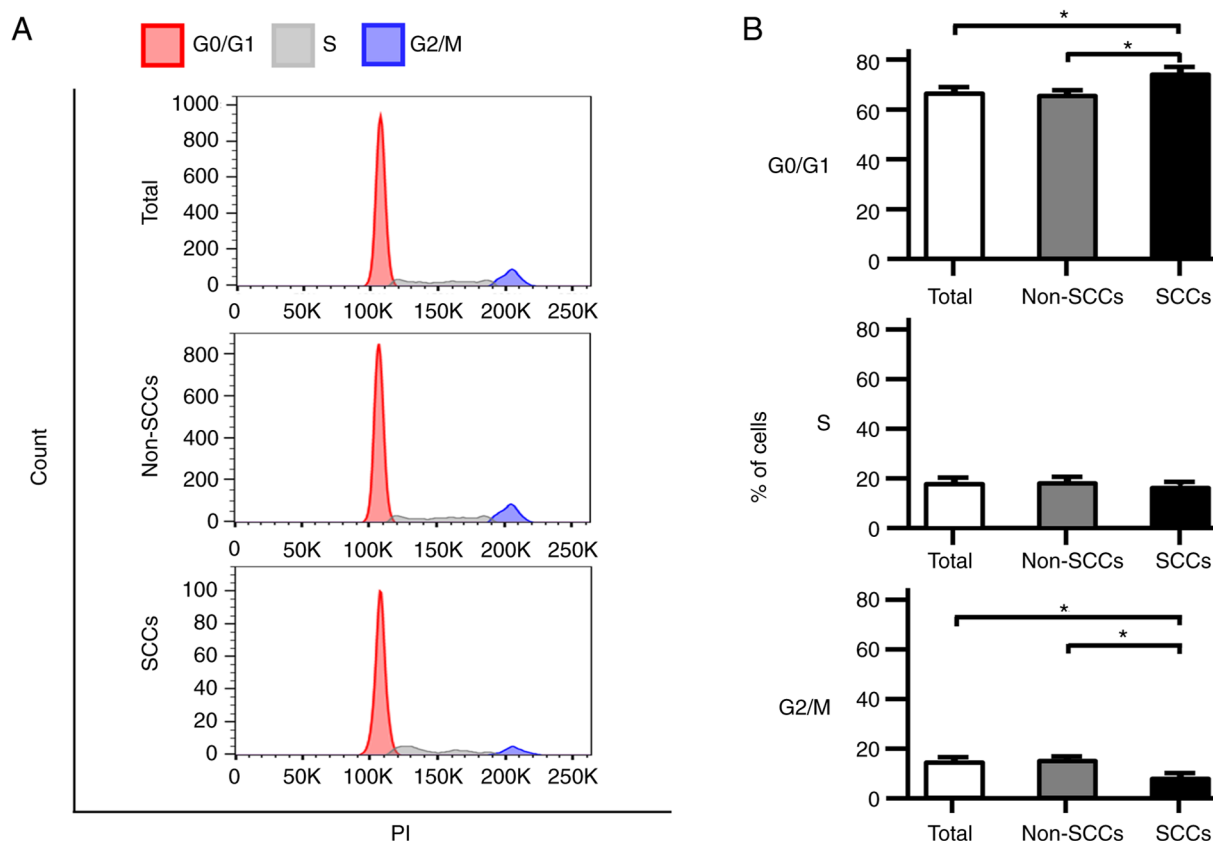 A
G0/G1 S G2/M
Count
Total
1000
800
600
400
200
0
0 50K 100K 150K 200K 250K
Non-SCCs
800
600
400
200
0
0 50K 100K 150K 200K 250K
SCCs
100
80
60
40
20
0
0 50K 100K 150K 200K 250K
PI
B
% of cells
G0/G1
*
*
80
60
40
20
0
Total Non-SCCs SCCs
S
80
60
40
20
0
Total Non-SCCs SCCs
G2/M
80
*
*
60
40
20
0
Total Non-SCCs SCCs